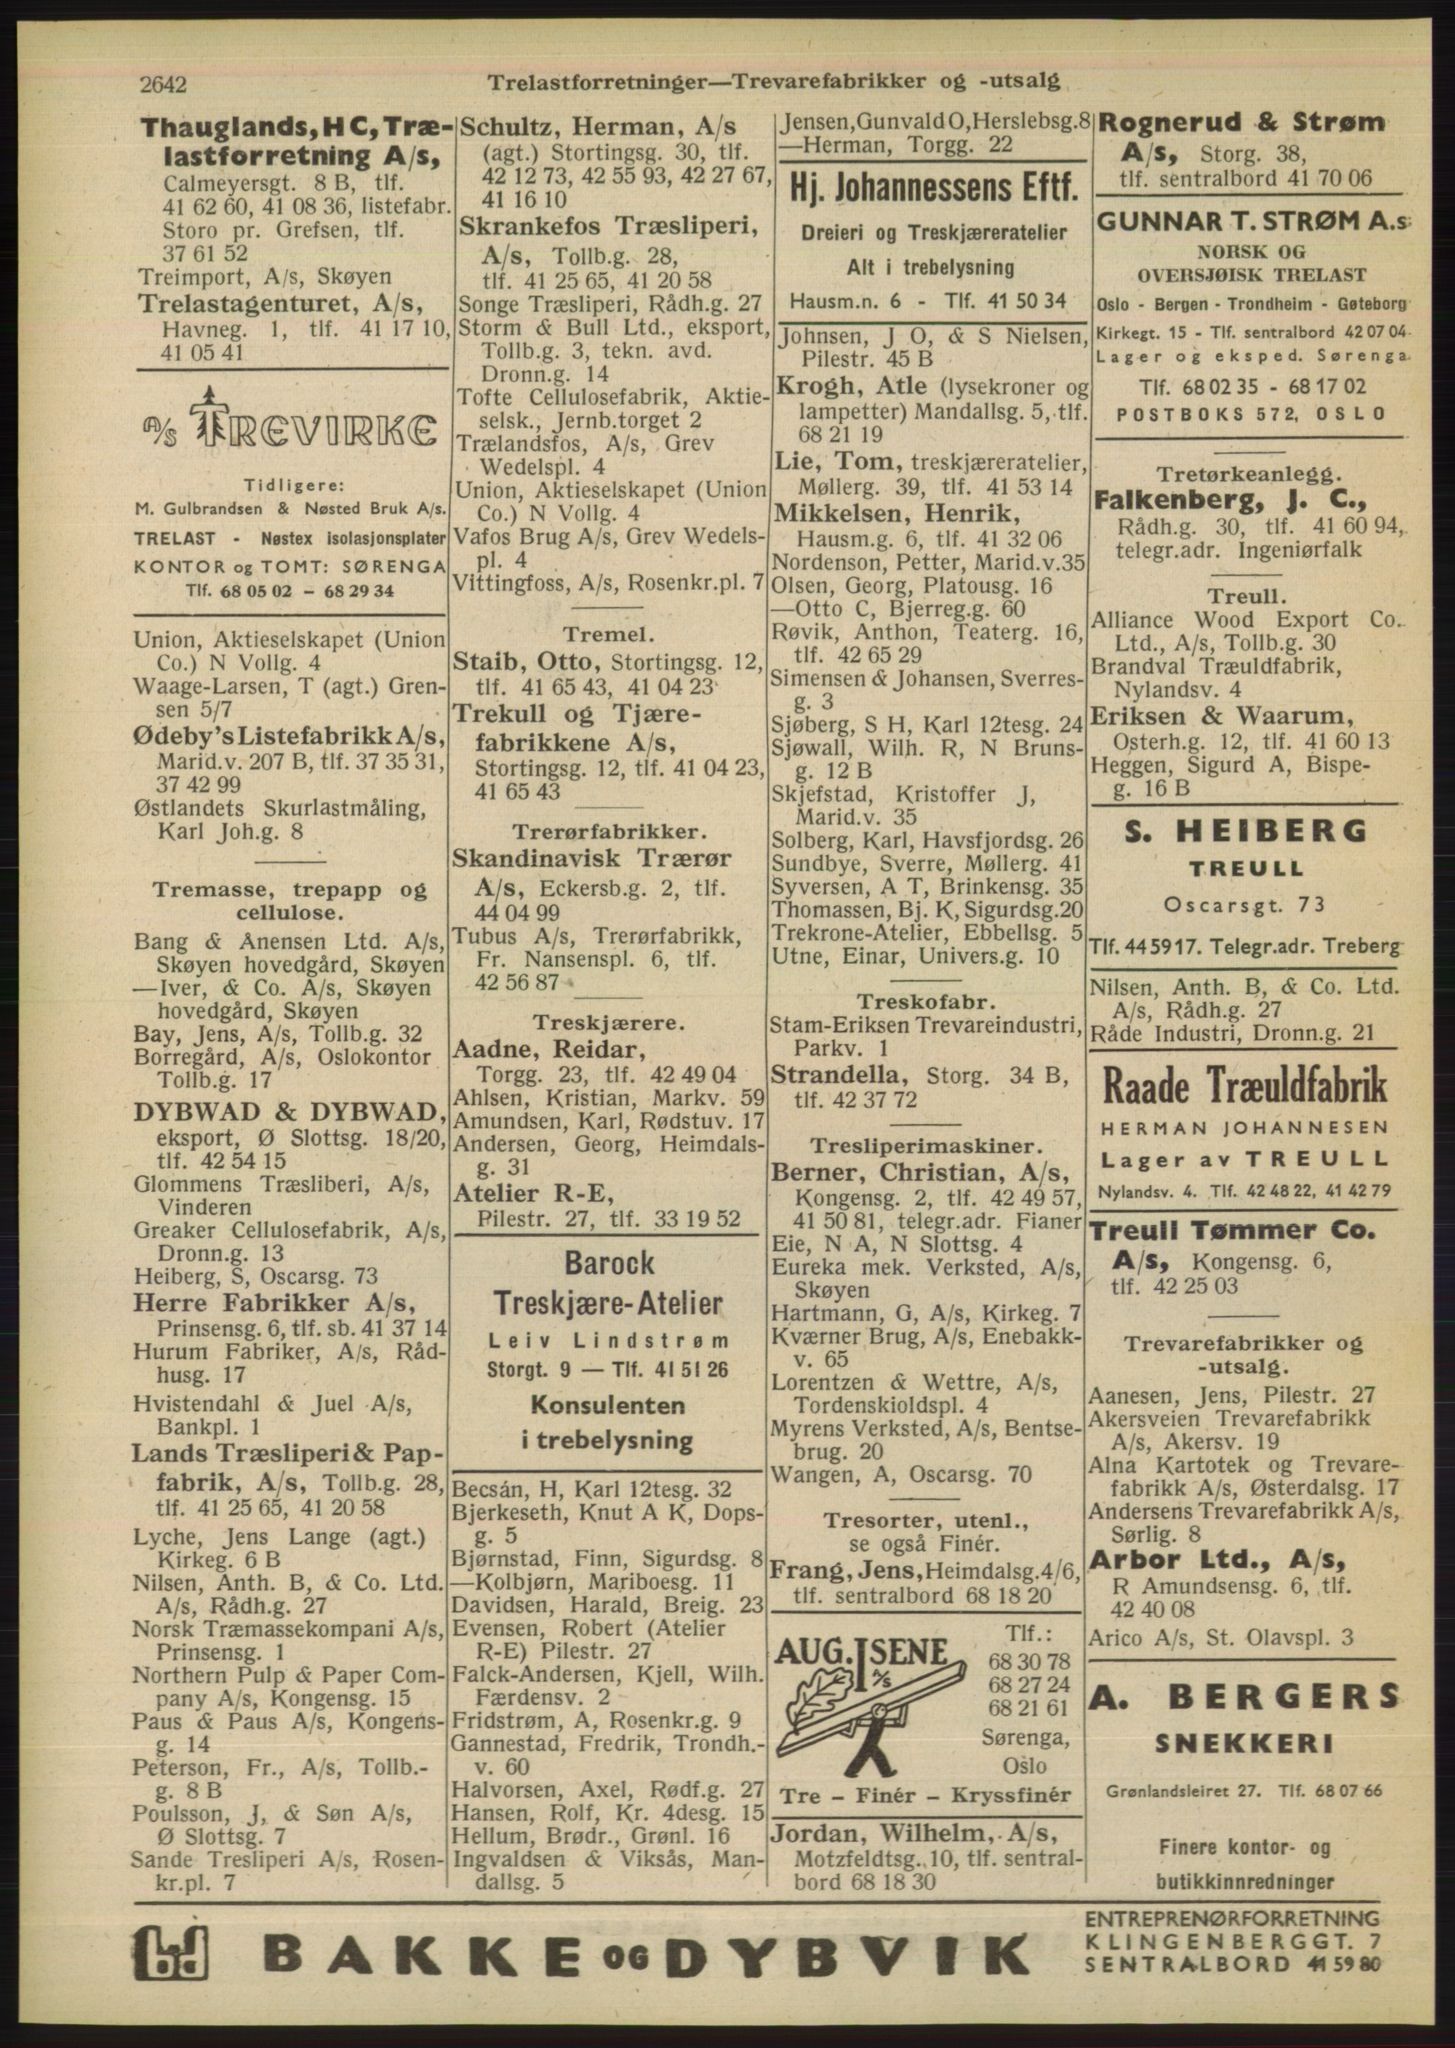 2642
Trelastforretninger—Trevarefabrikker og -utsalg
Thauglands, H C, Træ-
lastforretning A/s,
Calmeyersgt. 8 B, tlf.
41 62 60, 41 08 36, listefabr.
Storo pr. Grefsen, tlf.
37 61 52
Treimport, A/s, Skøyen
Trelastagenturet, A/s,
Havneg. 1, tlf. 41 17 10,
41 05 41
A/S TREVIRKE
Tidligere:
M. Gulbrandsen & Nøsted Bruk A/s.
TRELAST - Nøstex isolasjonsplater
KONTOR og TOMT: SØRENGA
Tlf. 68 05 02 – 68 29 34
Union, Aktieselskapet (Union
Co.) N Vollg. 4
Waage-Larsen, T (agt.) Gren-
sen 5/7
Ødeby's Listefabrikk A/s,
Marid.v. 207 B, tlf. 37 35 31,
37 42 99
Østlandets Skurlastmåling,
Karl Joh.g. 8
Tremasse, trepapp og
cellulose.
Bang & Ånensen Ltd. A/s,
Skøyen hovedgård, Skøyen
—Iver, & Co. A/s, Skøyen
hovedgård, Skøyen
Bay, Jens, A/s, Tollb.g. 32
Borregård, A/s, Oslokontor
Tollb.g. 17
DYBWAD & DYBWAD,
eksport, Ø Slottsg. 18/20,
tlf. 42 54 15
Glommens Træsliberi, A/s,
Vinderen
Greaker Cellulosefabrik, A/s,
Dronn.g. 13
Heiberg, S, Oscarsg. 73
Herre Fabrikker A/s,
Prinsensg. 6, tlf. sb. 41 37 14
Hurum Fabriker, A/s, Råd-
husg. 17
Hvistendahl & Juel A/s,
Bankpl. 1
Lands Træsliperi & Pap-
fabrik, A/s, Tollb.g. 28,
tlf. 41 25 65, 41 20 58
Lyche, Jens Lange (agt.)
Kirkeg. 6 B
Nilsen, Anth. B, & Co. Ltd.
A/s, Rådh.g. 27
Norsk Træmassekompani A/s,
Prinsensg. 1
Northern Pulp & Paper Com-
pany A/s, Kongensg. 15
Paus & Paus A/s, Kongens-
g. 14
Peterson, Fr., A/s, Tollb.-
g. 8 B
Poulsson, J, & Søn A/s,
Ø Slottsg. 7
Sande Tresliperi A/s, Rosen-
kr.pl. 7
Schultz, Herman, A/s
(agt.) Stortingsg. 30, tlf.
42 12 73, 42 55 93, 42 27 67,
41 16 10
Skrankefos Træsliperi,
A/s, Tollb.g. 28,
tlf. 41 25 65, 41 20 58
Songe Træsliperi, Rådh.g. 27
Storm & Bull Ltd., eksport,
Tollb.g. 3, tekn. avd.
Dronn.g. 14
Tofte Cellulosefabrik, Aktie-
selsk., Jernb.torget 2
Trælandsfos, A/s, Grev
Wedelspl. 4
Union, Aktieselskapet (Union
Co.) N Vollg. 4
Vafos Brug A/s, Grev Wedels-
pl. 4
Vittingfoss, A/s, Rosenkr.pl. 7
Tremel.
Staib, Otto, Stortingsg. 12,
tlf. 41 65 43, 41 04 23
Trekull og Tjære-
fabrikkene A/s,
Stortingsg. 12, tlf. 41 04 23,
41 65 43
Trerørfabrikker.
Skandinavisk Trærør
A/s, Eckersb.g. 2, tlf.
44 04 99
Tubus A/s, Trerørfabrikk,
Fr. Nansenspl. 6, tlf.
42 56 87
Treskjærere.
Aadne, Reidar,
Torgg. 23, tlf. 42 49 04
Ahlsen, Kristian, Markv. 59
Amundsen, Karl, Rødstuv. 17
Andersen, Georg, Heimdals-
g. 31
Atelier R-E,
Pilestr. 27, tlf. 33 19 52
Barock
Treskjære-Atelier
Leiv Lindstrøm
Storgt. 9 — Tlf. 41 51 26
Konsulenten
i trebelysning
Becsán, H, Karl 12tesg. 32
Bjerkeseth, Knut A K, Dops-
g. 5
Bjørnstad, Finn, Sigurdsg. 8
—Kolbjørn, Mariboesg. 11
Davidsen, Harald, Breig. 23
Evensen, Robert (Atelier
R-E) Pilestr. 27
Falck-Andersen, Kjell, Wilh.
Færdensv. 2
Fridstrøm, A, Rosenkr.g. 9
Gannestad, Fredrik, Trondh.-
v. 60
Halvorsen, Axel, Rødf.g. 27
Hansen, Rolf, Kr. 4desg. 15
Hellum, Brødr., Grønl. 16
Ingvaldsen & Viksås, Man-
dallsg. 5
Jensen, Gunvald O, Herslebsg. 8
—Herman, Torgg. 22
Hj. Johannessens Eftf.
Dreieri og Treskjæreratelier
Alt i trebelysning
Hausm.n. 6 - Tlf. 41 50 34
Johnsen, J O, & S Nielsen,
Pilestr. 45 B
Krogh, Atle (lysekroner og
lampetter) Mandallsg. 5, tlf.
68 21 19
Lie, Tom, treskjæreratelier,
Møllerg. 39, tlf. 41 53 14
Mikkelsen, Henrik,
Hausm.g. 6, tlf. 41 32 06
Nordenson, Petter, Marid.v. 35
Olsen, Georg, Platousg. 16
—Otto C, Bjerreg.g. 60
Røvik, Anthon, Teaterg. 16,
tlf. 42 65 29
Simensen & Johansen, Sverres-
g. 3
Sjøberg, S H, Karl 12tesg. 24
Sjøwall, Wilh. R, N Bruns-
g. 12 B
Skjefstad, Kristoffer J,
Marid.v. 35
Solberg, Karl, Havsfjordsg. 26
Sundbye, Sverre, Møllerg. 41
Syversen, A T, Brinkensg. 35
Thomassen, Bj. K, Sigurdsg. 20
Trekrone-Atelier, Ebbellsg. 5
Utne, Einar, Univers.g. 10
Treskofabr.
Stam-Eriksen Trevareindustri,
Parkv. 1
Strandella, Storg. 34 B,
tlf. 42 37 72
Tresliperimaskiner.
Berner, Christian, A/s,
Kongensg. 2, tlf. 42 49 57,
41 50 81, telegr.adr. Fianer
Eie, N A, N Slottsg. 4
Eureka mek. Verksted, A/s,
Skøyen
Hartmann, G, A/s, Kirkeg. 7
Kværner Brug, A/s, Enebakk-
v. 65
Lorentzen & Wettre, A/s,
Tordenskioldspl. 4
Myrens Verksted, A/s, Bentse-
brug. 20
Wangen, A, Oscarsg. 70
Tresorter, utenl.,
se også Finér.
Frang, Jens, Heimdalsg. 4/6,
tlf. sentralbord 68 18 20
AUG. ISENE A/S
Tlf.:
68 30 78
68 27 24
68 21 61
Sørenga,
Oslo
Tre – Finér – Kryssfinér
Jordan, Wilhelm, A/s,
Motzfeldtsg. 10, tlf. sentral-
bord 68 18 30
Rognerud & Strøm
A/s, Storg. 38,
tlf. sentralbord 41 70 06
GUNNAR T. STRØM A.s
NORSK OG
OVERSJØISK TRELAST
Oslo - Bergen - Trondheim - Gøteborg
Kirkegt. 15 - Tlf. sentralbord 42 07 04
Lager og eksped. Sørenga
Tlf. 68 02 35 - 68 17 02
POSTBOKS 572, OSLO
Tretørkeanlegg.
Falkenberg, J. C.,
Rådh.g. 30, tlf. 41 60 94,
telegr.adr. Ingeniørfalk
Treull.
Alliance Wood Export Co.
Ltd., A/s, Tollb.g. 30
Brandval Træuldfabrik,
Nylandsv. 4
Eriksen & Waarum,
Osterh.g. 12, tlf. 41 60 13
Heggen, Sigurd A, Bispe-
g. 16 B
S. HEIBERG
TREULL
Oscarsgt. 73
Tlf. 445917. Telegr.adr. Treberg
Nilsen, Anth. B, & Co. Ltd.
A/s, Rådh.g. 27
Råde Industri, Dronn.g. 21
Raade Træuldfabrik
HERMAN JOHANNESEN
Lager av TREULL
Nylandsv. 4. Tlf. 42 48 22, 41 42 79
Treull Tømmer Co.
A/s, Kongensg. 6,
tlf. 42 25 03
Trevarefabrikker og
-utsalg.
Aanesen, Jens, Pilestr. 27
Akersveien Trevarefabrikk
A/s, Akersv. 19
Alna Kartotek og Trevare-
fabrikk A/s, Østerdalsg. 17
Andersens Trevarefabrikk A/s,
Sørlig. 8
Arbor Ltd., A/s,
R Amundsensg. 6, tlf.
42 40 08
Arico A/s, St. Olavspl. 3
A. BERGERS
SNEKKERI
Grønlandsleiret 27. Tlf. 68 07 66
Finere kontor- og
butikkinnredninger
BAKKE OG DYBVIK
ENTREPRENØRFORRETNING
KLINGENBERGGT. 7
SENTRALBORD 41 59 80